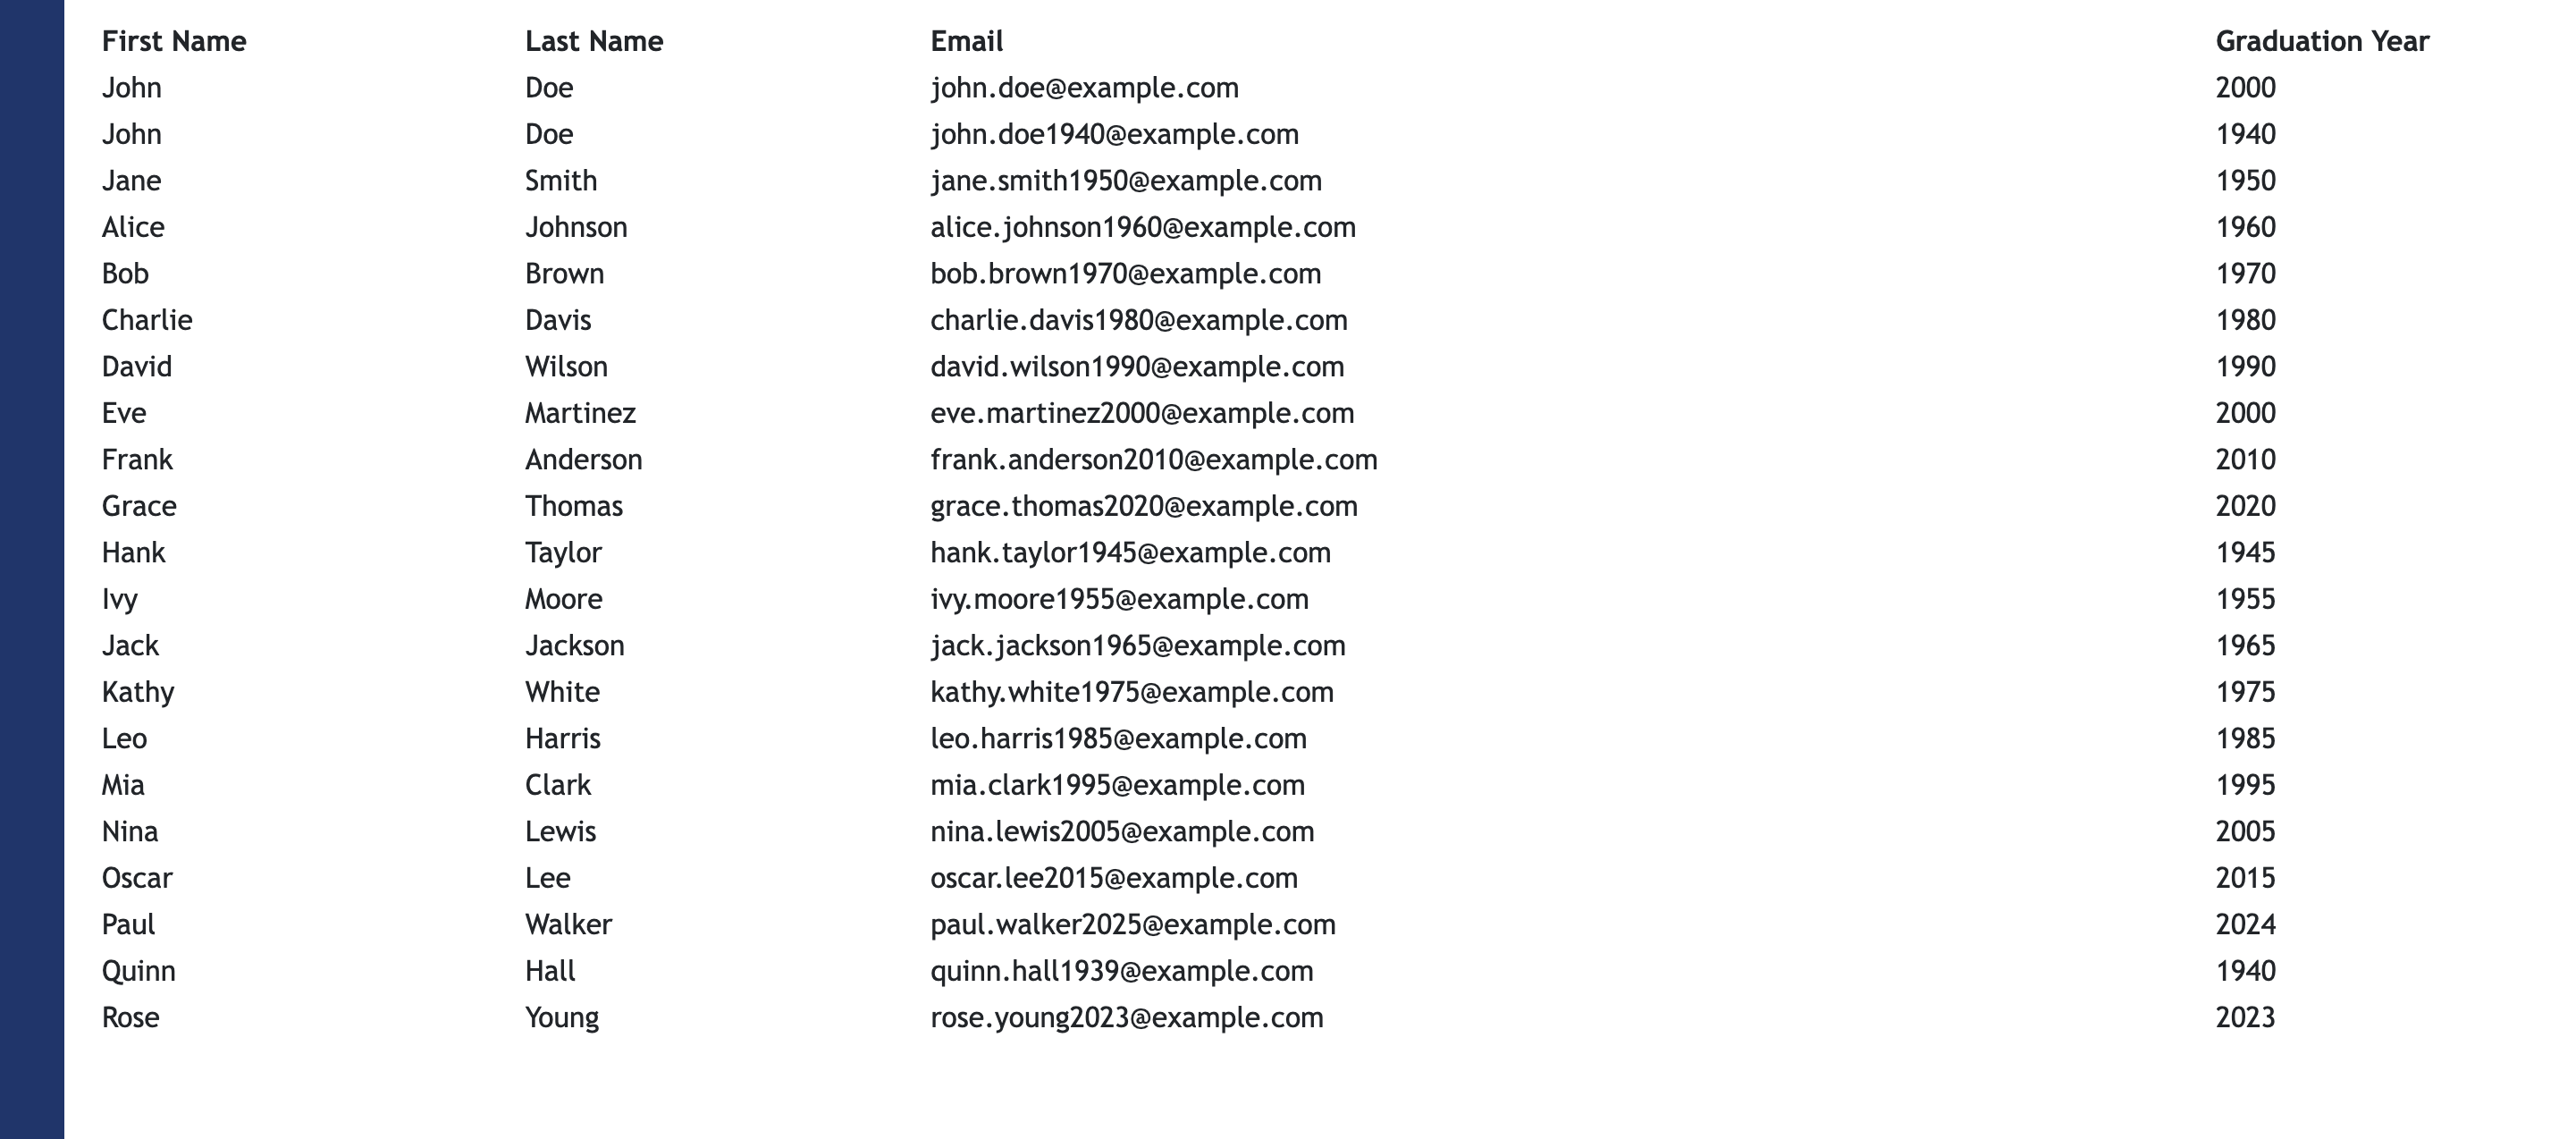 First Name Last Name Email Graduation Year
John Doe john.doe@example.com 2000
John Doe john.doe1940@example.com 1940
Jane Smith jane.smith1950@example.com 1950
Alice Johnson alice.johnson1960@example.com 1960
Bob Brown bob.brown1970@example.com 1970
Charlie Davis charlie.davis1980@example.com 1980
David Wilson david.wilson1990@example.com 1990
Eve Martinez eve.martinez2000@example.com 2000
Frank Anderson frank.anderson2010@example.com 2010
Grace Thomas grace.thomas2020@example.com 2020
Hank Taylor hank.taylor1945@example.com 1945
Ivy Moore ivy.moore1955@example.com 1955
Jack Jackson jack.jackson1965@example.com 1965
Kathy White kathy.white1975@example.com 1975
Leo Harris leo.harris1985@example.com 1985
Mia Clark mia.clark1995@example.com 1995
Nina Lewis nina.lewis2005@example.com 2005
Oscar Lee oscar.lee2015@example.com 2015
Paul Walker paul.walker2025@example.com 2024
Quinn Hall quinn.hall1939@example.com 1940
Rose Young rose.young2023@example.com 2023